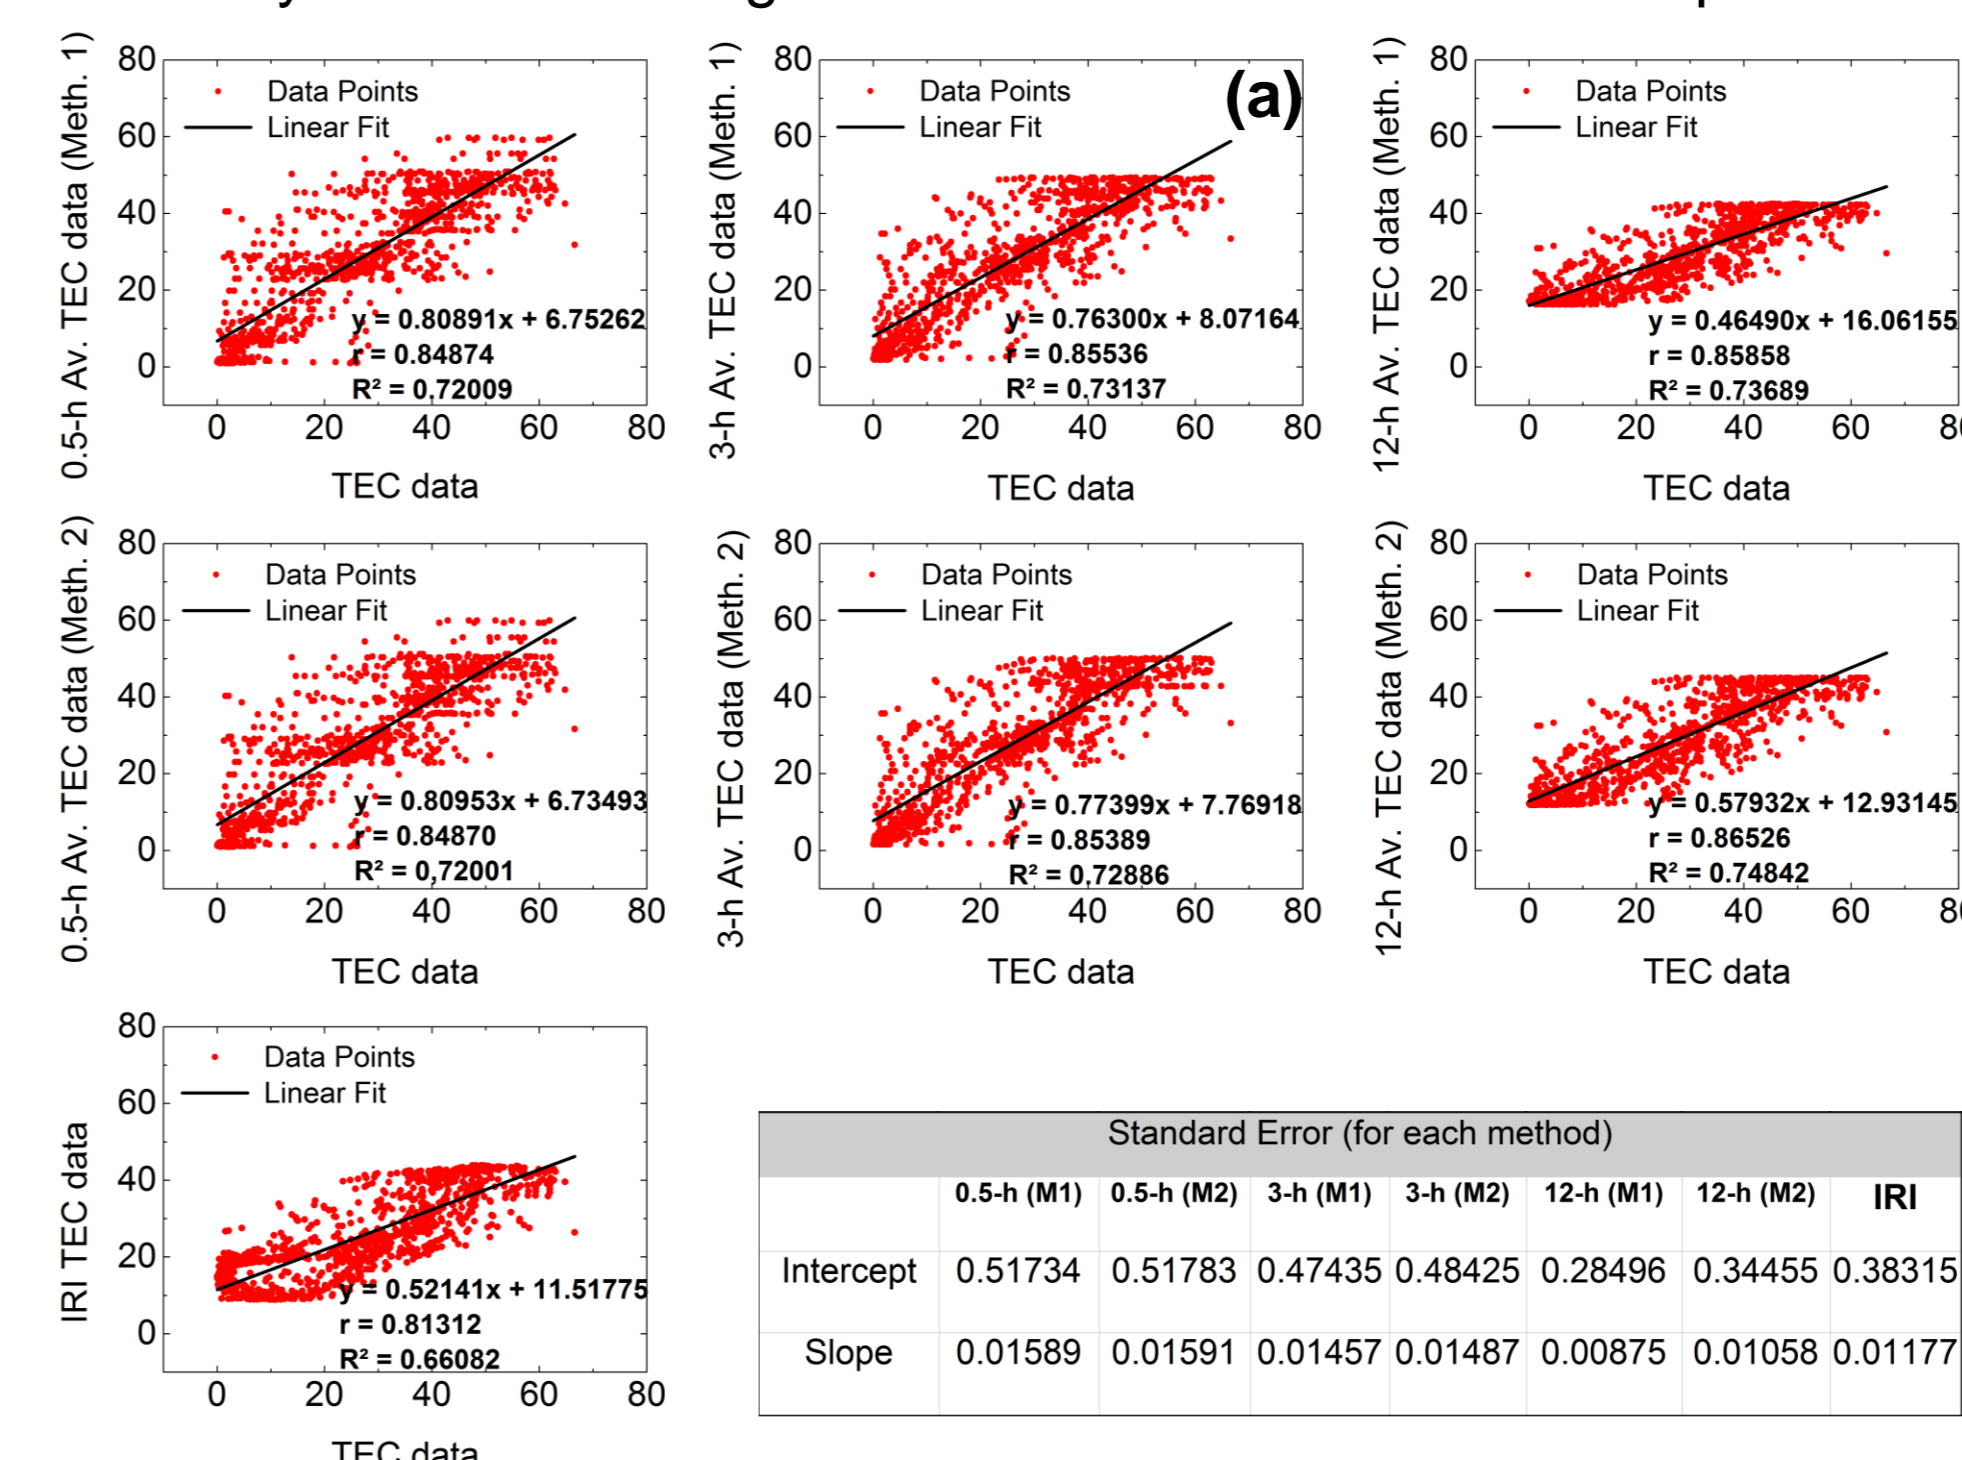 0.5-h Av. TEC data (Meth. 1)
80
60
40
20
0
Data Points
Linear Fit
y = 0.80891x + 6.75262
r = 0.84874
R² = 0.72009
0 20 40 60 80
TEC data
3-h Av. TEC data (Meth. 1)
80
60
40
20
0
Data Points
Linear Fit
(a)
y = 0.76300x + 8.07164
r = 0.85536
R² = 0.73137
0 20 40 60 80
TEC data
12-h Av. TEC data (Meth. 1)
80
60
40
20
0
Data Points
Linear Fit
y = 0.46490x + 16.06155
r = 0.85858
R² = 0.73689
0 20 40 60 80
TEC data
0.5-h Av. TEC data (Meth. 2)
80
60
40
20
0
Data Points
Linear Fit
y = 0.80953x + 6.73493
r = 0.84870
R² = 0,72001
0 20 40 60 80
TEC data
3-h Av. TEC data (Meth. 2)
80
60
40
20
0
Data Points
Linear Fit
y = 0.77399x + 7.76918
r = 0.85389
R² = 0.72886
0 20 40 60 80
TEC data
12-h Av. TEC data (Meth. 2)
80
60
40
20
0
Data Points
Linear Fit
y = 0.57932x + 12.93145
r = 0.86526
R² = 0.74842
0 20 40 60 80
TEC data
IRI TEC data
80
60
40
20
0
Data Points
Linear Fit
y = 0.52141x + 11.51775
r = 0.81312
R² = 0.66082
0 20 40 60 80
TEC data
Standard Error (for each method)
0.5-h (M1) 0.5-h (M2) 3-h (M1) 3-h (M2) 12-h (M1) 12-h (M2) IRI
Intercept 0.51734 0.51783 0.47435 0.48425 0.28496 0.34455 0.38315
Slope 0.01589 0.01591 0.01457 0.01487 0.00875 0.01058 0.01177